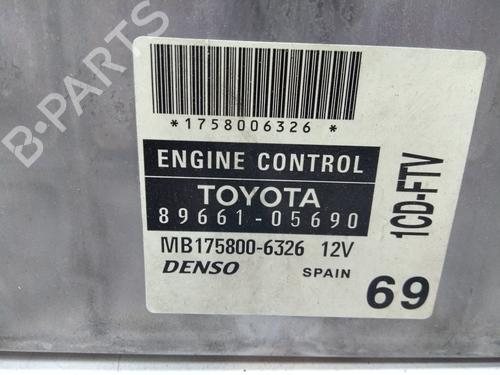 B-PARTS
*1758006326*
ENGINE CONTROL
TOYOTA
89661-05690
MB175800-6326 12V
DENSO SPAIN
1CD-FTV
69